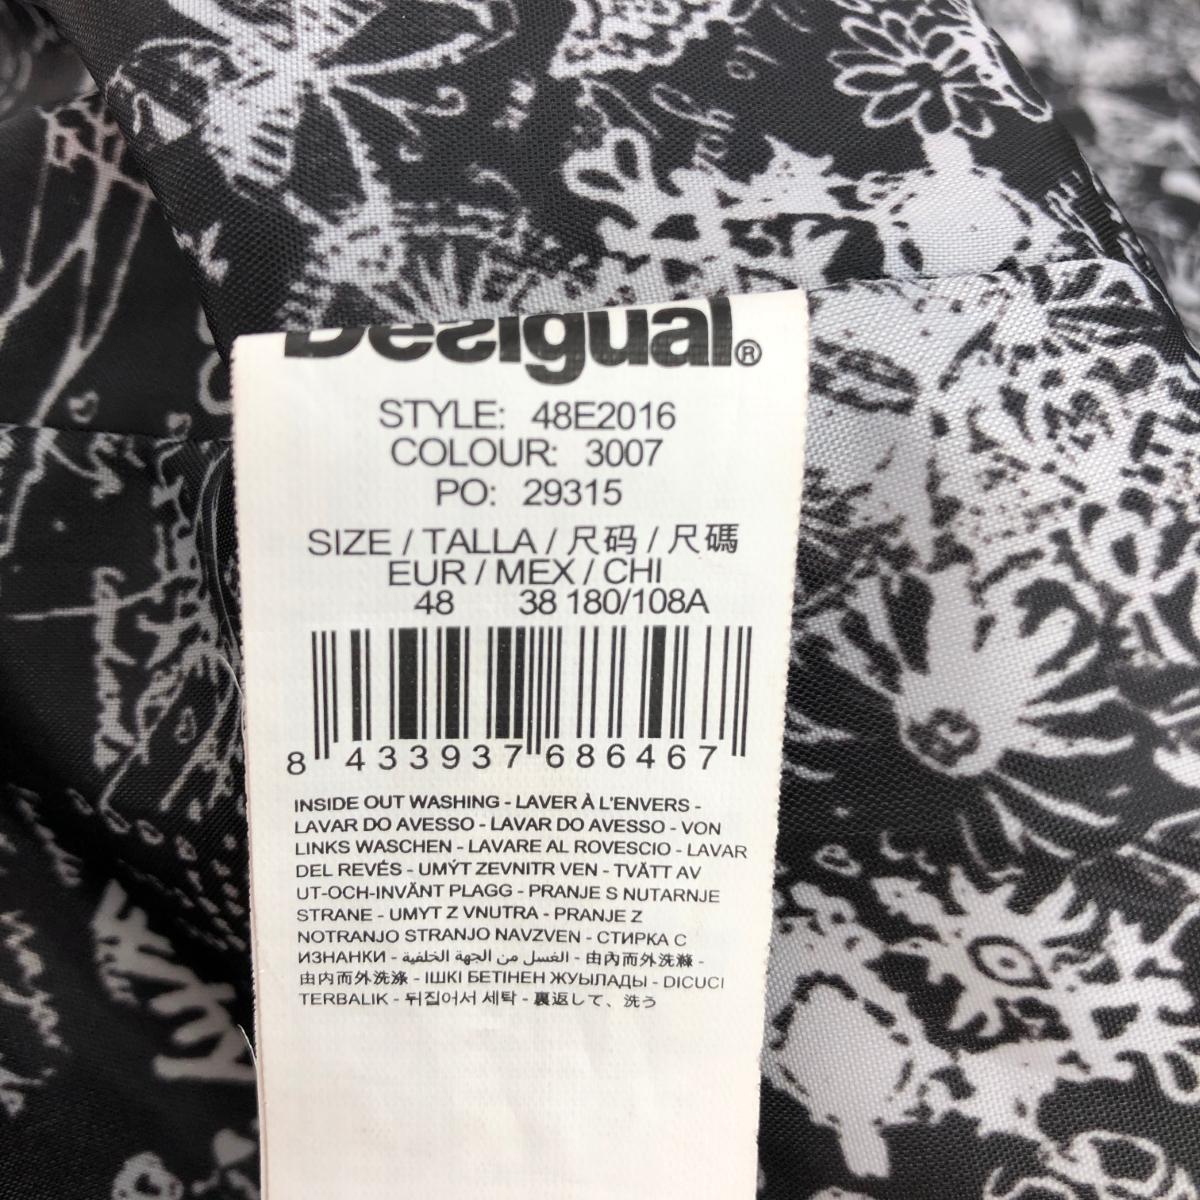 Desigual®
STYLE: 48E2016
COLOUR: 3007
PO: 29315
SIZE / TALLA / 尺码 / 尺碼
EUR / MEX / CHI
48 38 180/108A
8 433937 686467
INSIDE OUT WASHING - LAVER À L'ENVERS -
LAVAR DO AVESSO - LAVAR DO AVESSO - VON
LINKS WASCHEN - LAVARE AL ROVESCIO - LAVAR
DEL REVÉS - UMÝT ZEVNITR VEN - TVÄTT AV
UT-OCH-INVÄNT PLAGG - PRANJE S NUTARNJE
STRANE - UMYT Z VNUTRA - PRANJE Z
NOTRANJO STRANJO NAVZVEN - СТИРКА С
ИЗНАНКИ - الغسل من الجهة الخلفية - 由內而外洗滌 -
由内而外洗涤 - ІШКІ БЕТІНЕН ЖУЫЛАДЫ - DICUCI
TERBALIK - 뒤집어서 세탁 - 裏返して、洗う